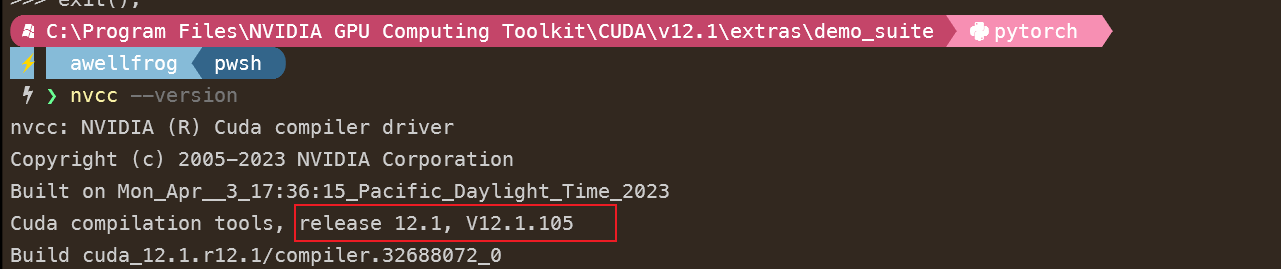 >>> exit();
C:\Program Files\NVIDIA GPU Computing Toolkit\CUDA\v12.1\extras\demo_suite pytorch
awellfrog pwsh
❯ nvcc --version
nvcc: NVIDIA (R) Cuda compiler driver
Copyright (c) 2005-2023 NVIDIA Corporation
Built on Mon_Apr__3_17:36:15_Pacific_Daylight_Time_2023
Cuda compilation tools, release 12.1, V12.1.105
Build cuda_12.1.r12.1/compiler.32688072_0